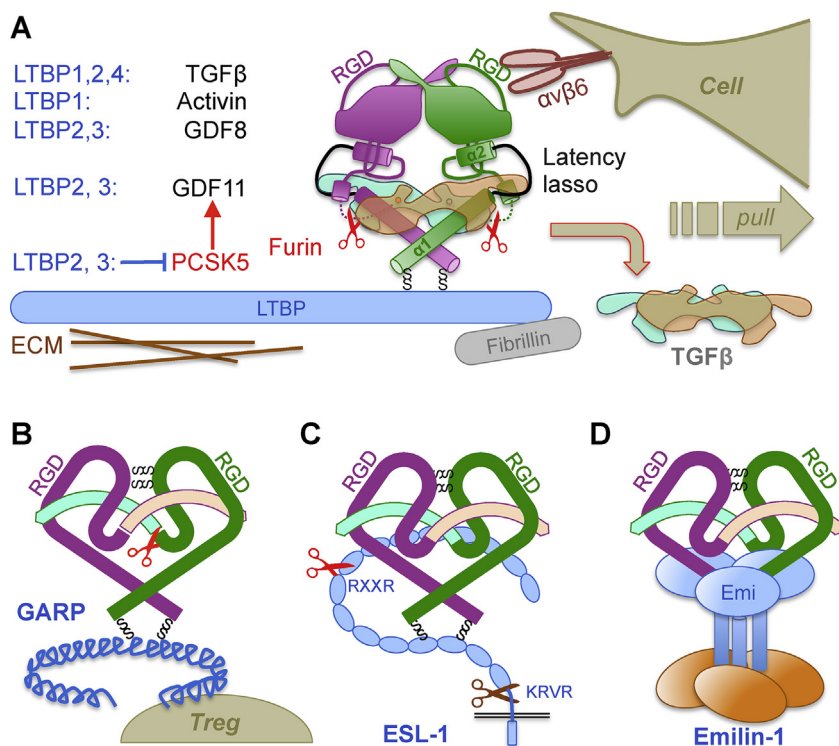 A
LTBP1,2,4: TGFβ
LTBP1: Activin
LTBP2,3: GDF8
LTBP2, 3: GDF11
LTBP2, 3: PCSK5
RGD
RGD
αvβ6
Cell
α2
Latency
lasso
Furin
α1
§§
§§
pull
LTBP
Fibrillin
ECM
TGFβ
B
RGD
RGD
§§
§§
GARP
§§
§§
Treg
C
RGD
RGD
§§
§§
RXXR
§§
§§
KRVR
ESL-1
D
RGD
RGD
§§
§§
Emi
Emilin-1